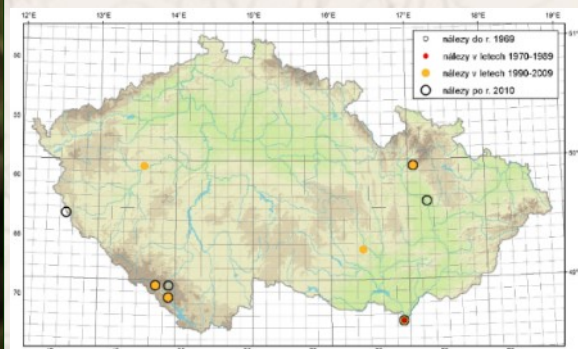 12°E 13°E 14°E 15°E 16°E 17°E 18°E 19°E
nálezy do r. 1969
nálezy v letech 1970-1989
nálezy v letech 1990-2009
nálezy po r. 2010